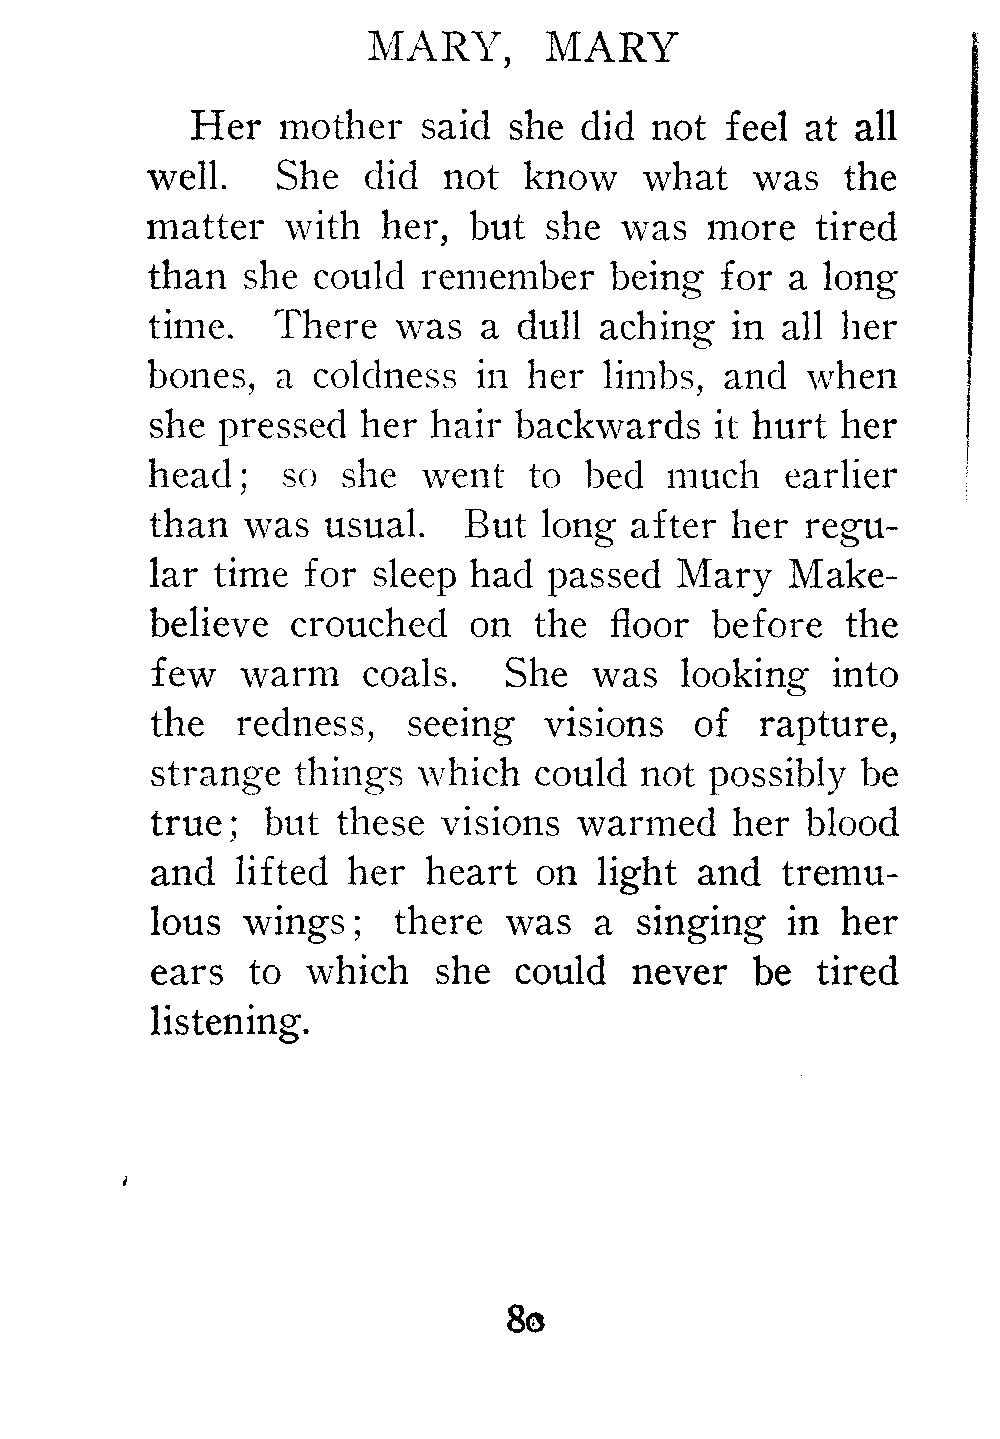 MARY, MARY
Her mother said she did not feel at all
well. She did not know what was the
matter with her, but she was more tired
than she could remember being for a long
time. There was a dull aching in all her
bones, a coldness in her limbs, and when
she pressed her hair backwards it hurt her
head; so she went to bed much earlier
than was usual. But long after her regu-
lar time for sleep had passed Mary Make-
believe crouched on the floor before the
few warm coals. She was looking into
the redness, seeing visions of rapture,
strange things which could not possibly be
true; but these visions warmed her blood
and lifted her heart on light and tremu-
lous wings; there was a singing in her
ears to which she could never be tired
listening.
80